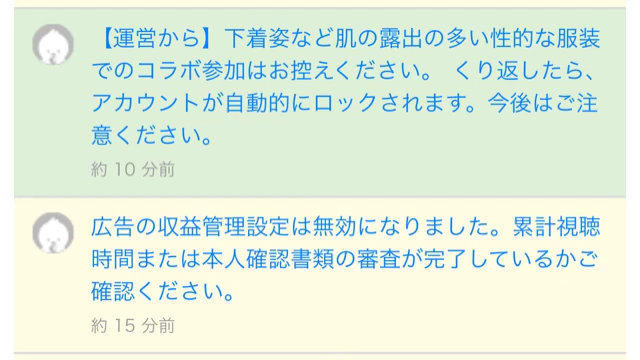 【運営から】下着姿など肌の露出の多い性的な服装
でのコラボ参加はお控えください。 くり返したら、
アカウントが自動的にロックされます。今後はご注
意ください。
約 10 分前
広告の収益管理設定は無効になりました。累計視聴
時間または本人確認書類の審査が完了しているかご
確認ください。
約 15 分前